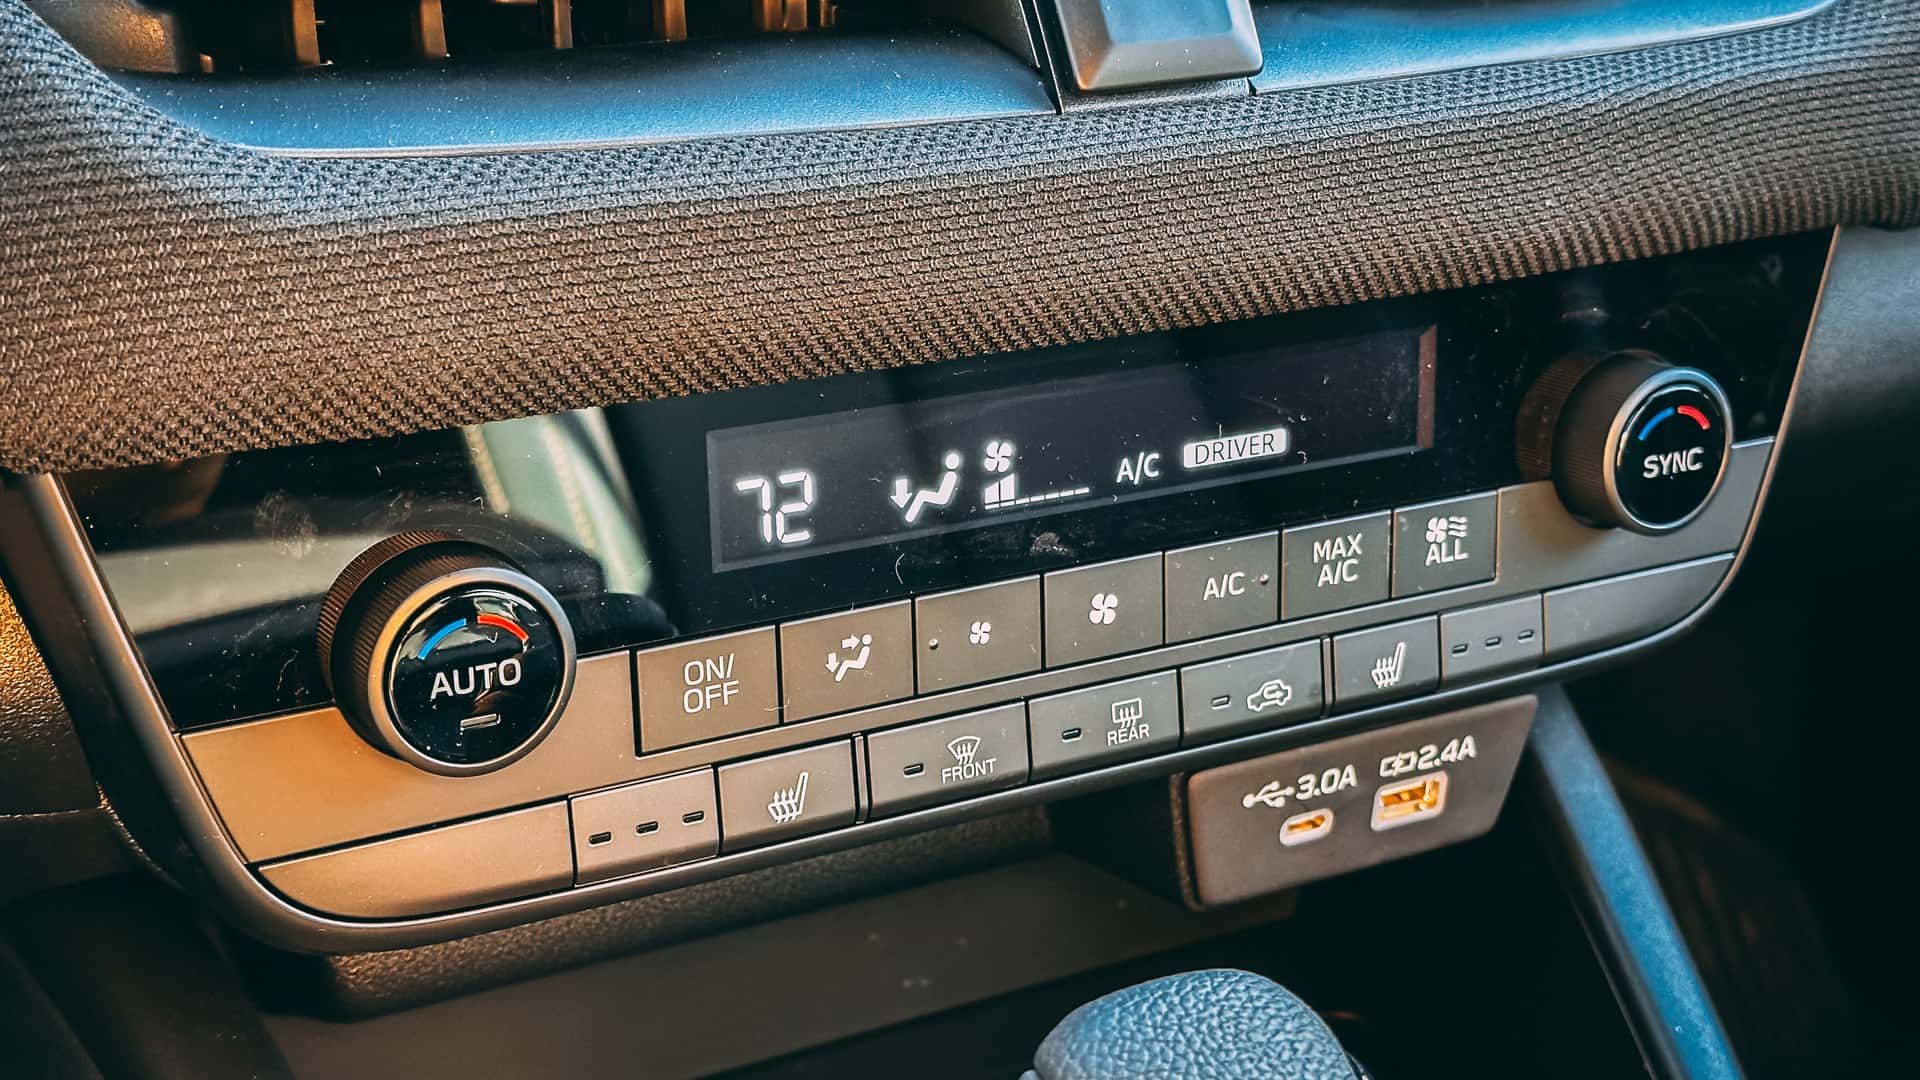 72
A/C
DRIVER
AUTO
SYNC
ON/
OFF
A/C
MAX
A/C
ALL
FRONT
REAR
3.0A
2.4A